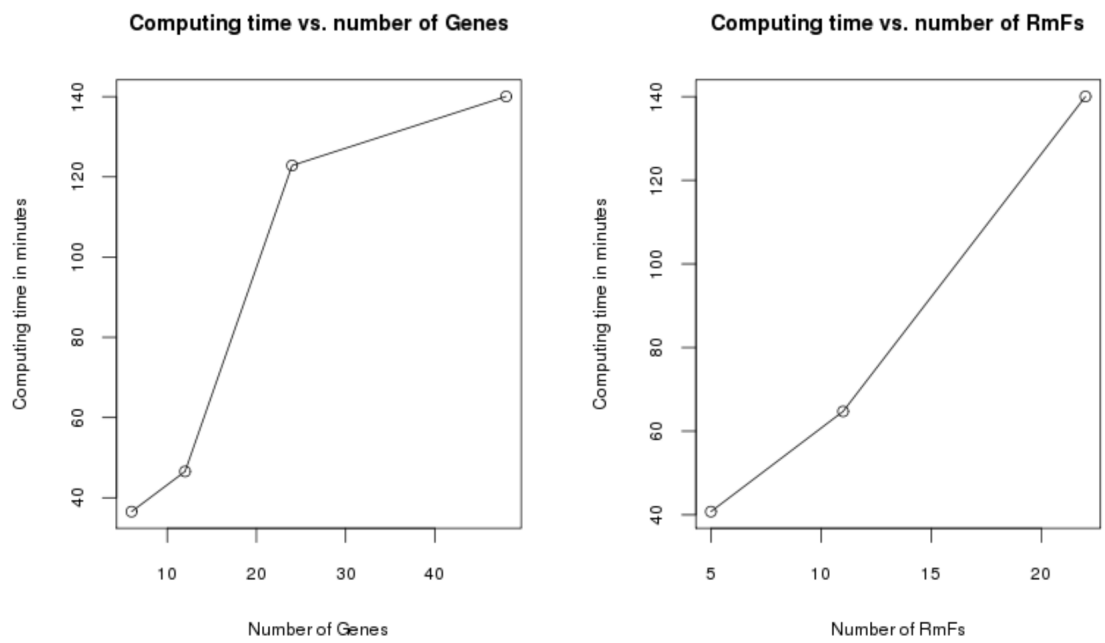 Computing time vs. number of Genes
Computing time in minutes
140
120
100
80
60
40
10 20 30 40
Number of Genes
Computing time vs. number of RmFs
Computing time in minutes
140
120
100
80
60
40
5 10 15 20
Number of RmFs